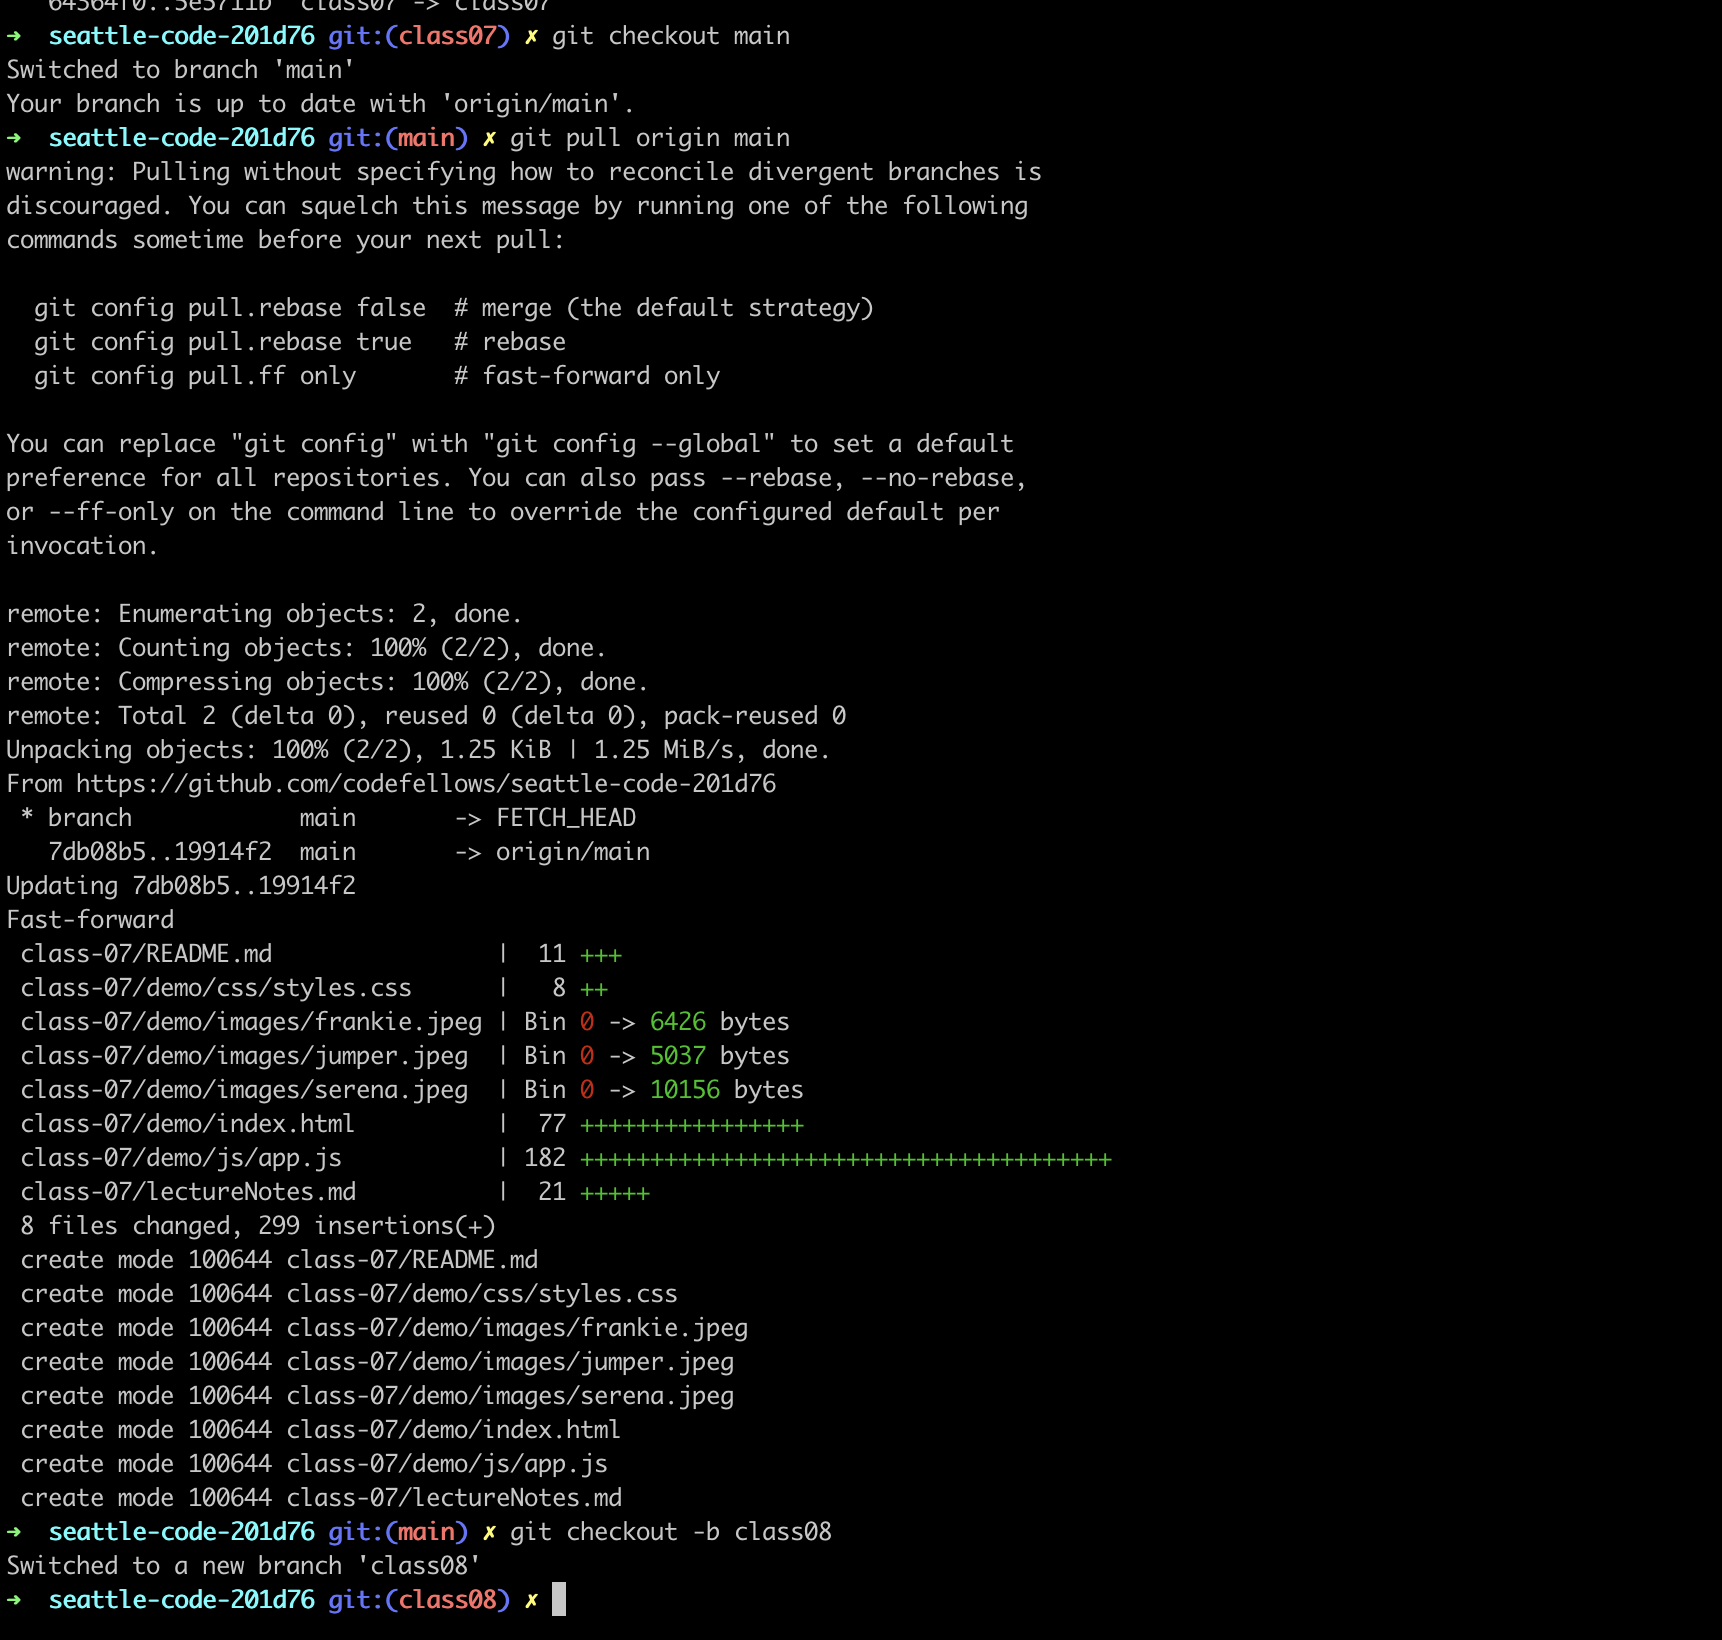 64364f0..5e5711b  class07 -> class07
➜  seattle-code-201d76 git:(class07) ✗ git checkout main
Switched to branch 'main'
Your branch is up to date with 'origin/main'.
➜  seattle-code-201d76 git:(main) ✗ git pull origin main
warning: Pulling without specifying how to reconcile divergent branches is
discouraged. You can squelch this message by running one of the following
commands sometime before your next pull:
  git config pull.rebase false  # merge (the default strategy)
  git config pull.rebase true   # rebase
  git config pull.ff only       # fast-forward only
You can replace "git config" with "git config --global" to set a default
preference for all repositories. You can also pass --rebase, --no-rebase,
or --ff-only on the command line to override the configured default per
invocation.
remote: Enumerating objects: 2, done.
remote: Counting objects: 100% (2/2), done.
remote: Compressing objects: 100% (2/2), done.
remote: Total 2 (delta 0), reused 0 (delta 0), pack-reused 0
Unpacking objects: 100% (2/2), 1.25 KiB | 1.25 MiB/s, done.
From https://github.com/codefellows/seattle-code-201d76
 * branch            main       -> FETCH_HEAD
   7db08b5..19914f2  main       -> origin/main
Updating 7db08b5..19914f2
Fast-forward
 class-07/README.md                |  11 +++
 class-07/demo/css/styles.css      |   8 ++
 class-07/demo/images/frankie.jpeg | Bin 0 -> 6426 bytes
 class-07/demo/images/jumper.jpeg  | Bin 0 -> 5037 bytes
 class-07/demo/images/serena.jpeg  | Bin 0 -> 10156 bytes
 class-07/demo/index.html          |  77 ++++++++++++++++
 class-07/demo/js/app.js           | 182 ++++++++++++++++++++++++++++++++++++++
 class-07/lectureNotes.md          |  21 +++++
 8 files changed, 299 insertions(+)
 create mode 100644 class-07/README.md
 create mode 100644 class-07/demo/css/styles.css
 create mode 100644 class-07/demo/images/frankie.jpeg
 create mode 100644 class-07/demo/images/jumper.jpeg
 create mode 100644 class-07/demo/images/serena.jpeg
 create mode 100644 class-07/demo/index.html
 create mode 100644 class-07/demo/js/app.js
 create mode 100644 class-07/lectureNotes.md
➜  seattle-code-201d76 git:(main) ✗ git checkout -b class08
Switched to a new branch 'class08'
➜  seattle-code-201d76 git:(class08) ✗